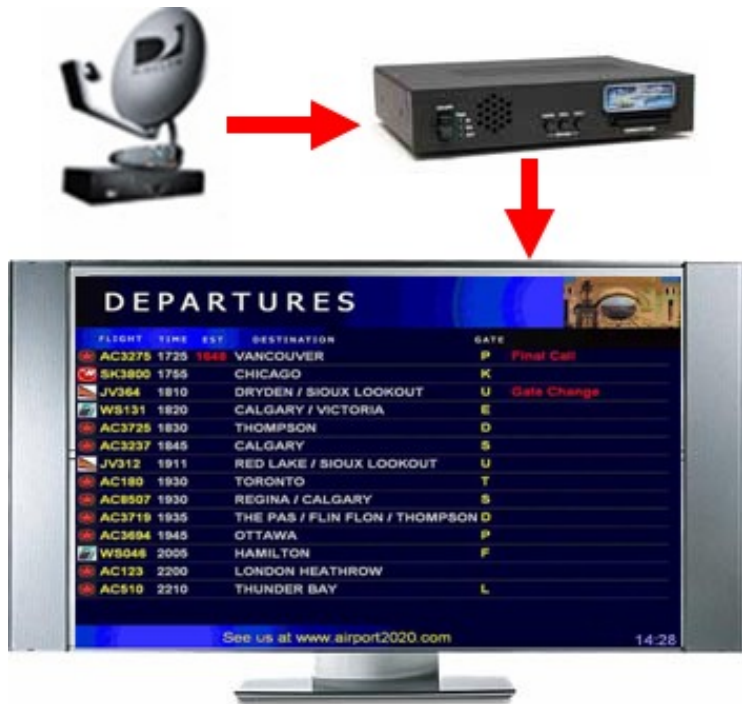 DEPARTURES
FLIGHT TIME EST DESTINATION GATE
AC3275 1725 1648 VANCOUVER P Final Call
SK3800 1755 CHICAGO K
JV364 1810 DRYDEN / SIOUX LOOKOUT U Gate Change
WS131 1820 CALGARY / VICTORIA E
AC3725 1830 THOMPSON D
AC3237 1845 CALGARY S
JV312 1911 RED LAKE / SIOUX LOOKOUT U
AC180 1930 TORONTO T
AC8507 1930 REGINA / CALGARY S
AC3719 1935 THE PAS / FLIN FLON / THOMPSON D
AC3694 1945 OTTAWA P
WS046 2005 HAMILTON F
AC123 2200 LONDON HEATHROW
AC510 2210 THUNDER BAY L
See us at www.airport2020.com 14:28